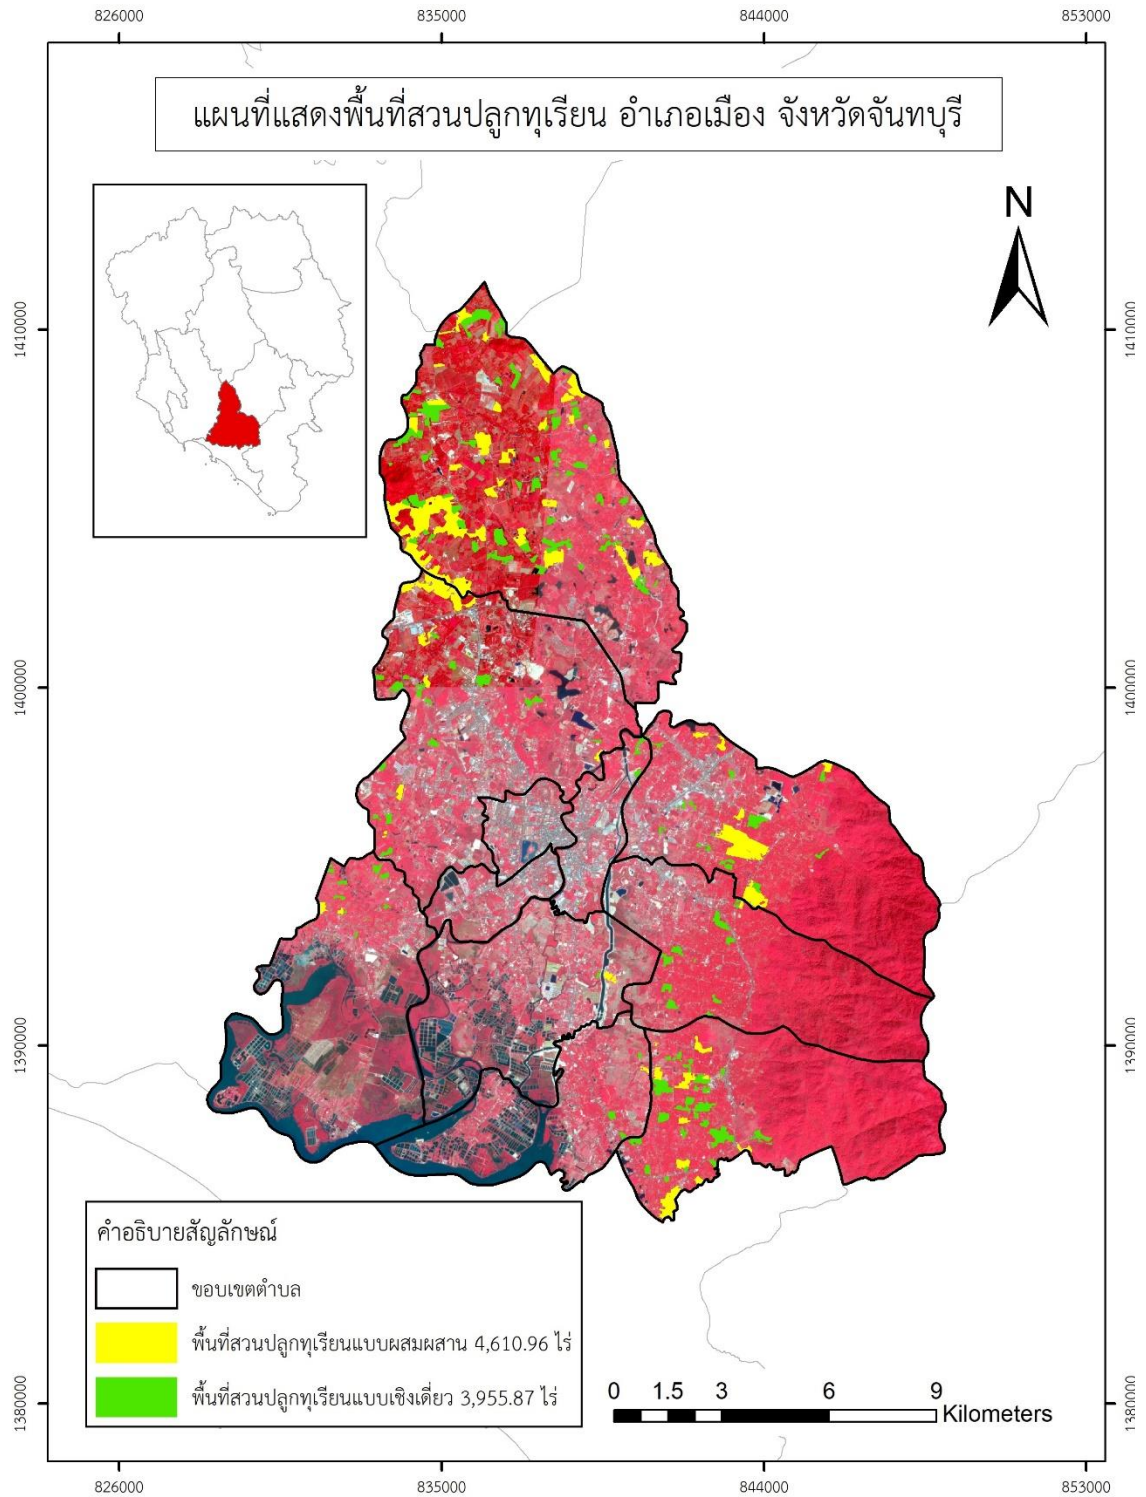 826000 835000 844000 853000
แผนที่แสดงพื้นที่สวนปลูกทุเรียน อำเภอเมือง จังหวัดจันทบุรี
N
1410000 1410000
1400000 1400000
1390000 1390000
คำอธิบายสัญลักษณ์
ขอบเขตตำบล
พื้นที่สวนปลูกทุเรียนแบบผสมผสาน 4,610.96 ไร่
พื้นที่สวนปลูกทุเรียนแบบเชิงเดี่ยว 3,955.87 ไร่
0 1.5 3 6 9
Kilometers
1380000 1380000
826000 835000 844000 853000